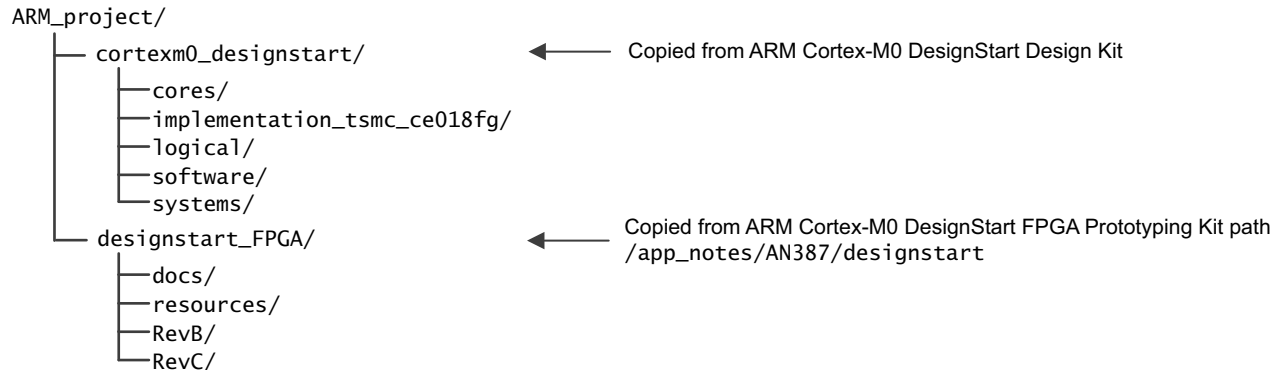 ARM_project/
cortexm0_designstart/
Copied from ARM Cortex-M0 DesignStart Design Kit
cores/
implementation_tsmc_ce018fg/
logical/
software/
systems/
designstart_FPGA/
Copied from ARM Cortex-M0 DesignStart FPGA Prototyping Kit path
/app_notes/AN387/designstart
docs/
resources/
RevB/
RevC/